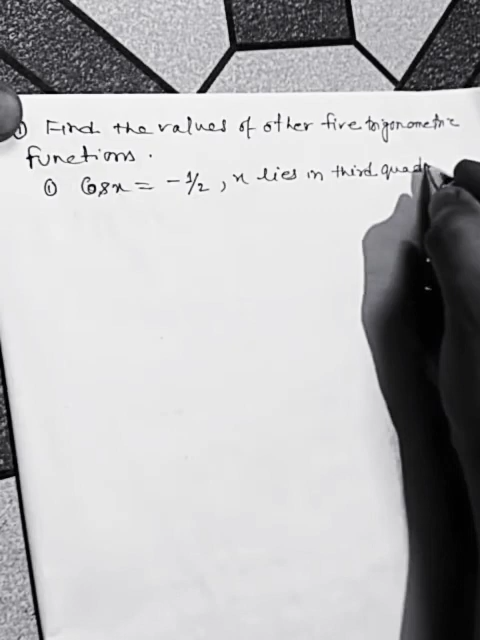 ① Find the values of other five trigonometric
functions.
① Cosx = -1/2, x lies in third quad